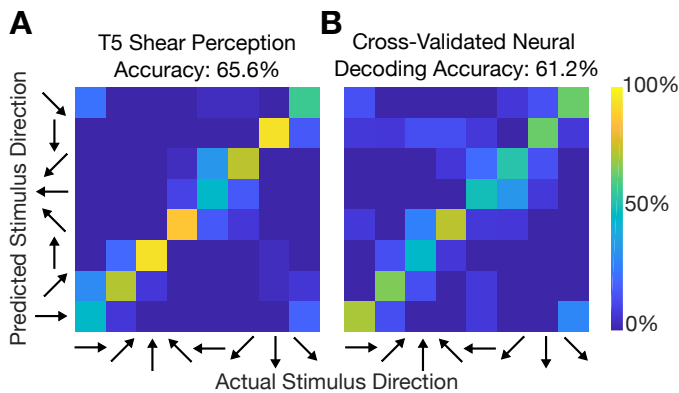 A
T5 Shear Perception
Accuracy: 65.6%
B
Cross-Validated Neural
Decoding Accuracy: 61.2%
Predicted Stimulus Direction
100%
50%
0%
Actual Stimulus Direction